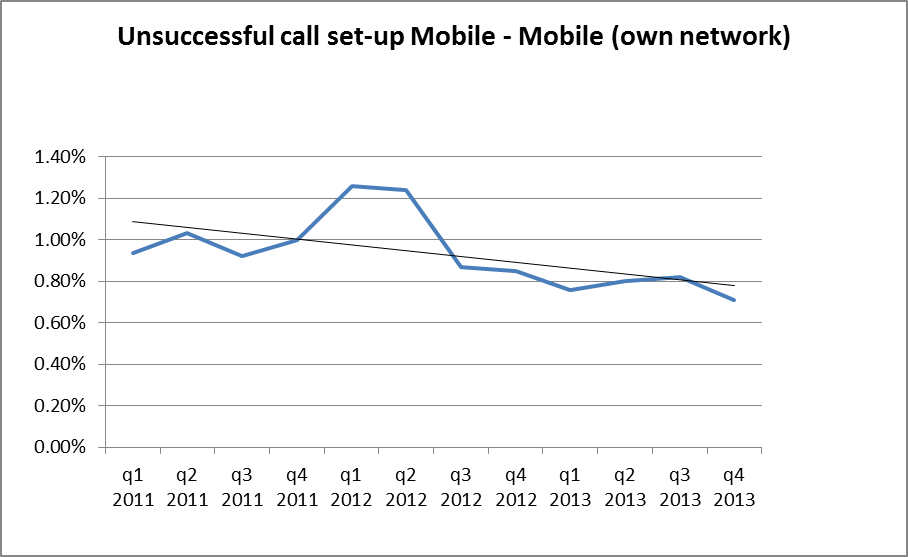 Unsuccessful call set-up Mobile - Mobile (own network)
1.40%
1.20%
1.00%
0.80%
0.60%
0.40%
0.20%
0.00%
q1 q2 q3 q4 q1 q2 q3 q4 q1 q2 q3 q4
2011 2011 2011 2011 2012 2012 2012 2012 2013 2013 2013 2013